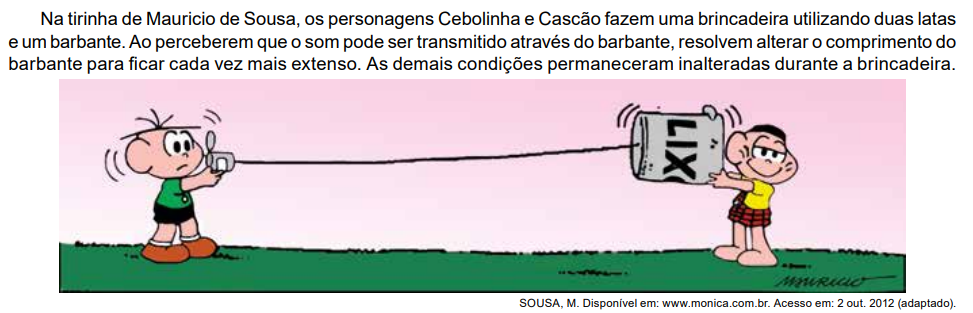 Na tirinha de Mauricio de Sousa, os personagens Cebolinha e Cascão fazem uma brincadeira utilizando duas latas
e um barbante. Ao perceberem que o som pode ser transmitido através do barbante, resolvem alterar o comprimento do
barbante para ficar cada vez mais extenso. As demais condições permaneceram inalteradas durante a brincadeira.
LIXO
MAURICIO
SOUSA, M. Disponível em: www.monica.com.br. Acesso em: 2 out. 2012 (adaptado).